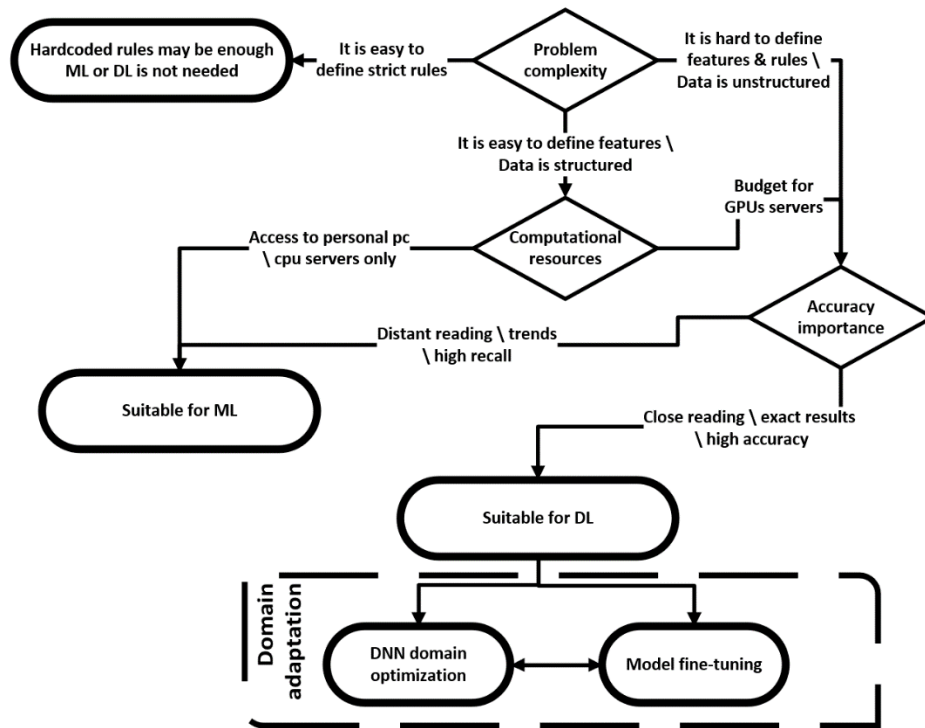 Hardcoded rules may be enough
ML or DL is not needed
It is easy to
define strict rules
Problem
complexity
It is hard to define
features & rules \
Data is unstructured
It is easy to define features \
Data is structured
Budget for
GPUs servers
Access to personal pc
\ cpu servers only
Computational
resources
Accuracy
importance
Distant reading \ trends
\ high recall
Suitable for ML
Close reading \ exact results
\ high accuracy
Suitable for DL
Domain
adaptation
DNN domain
optimization
Model fine-tuning